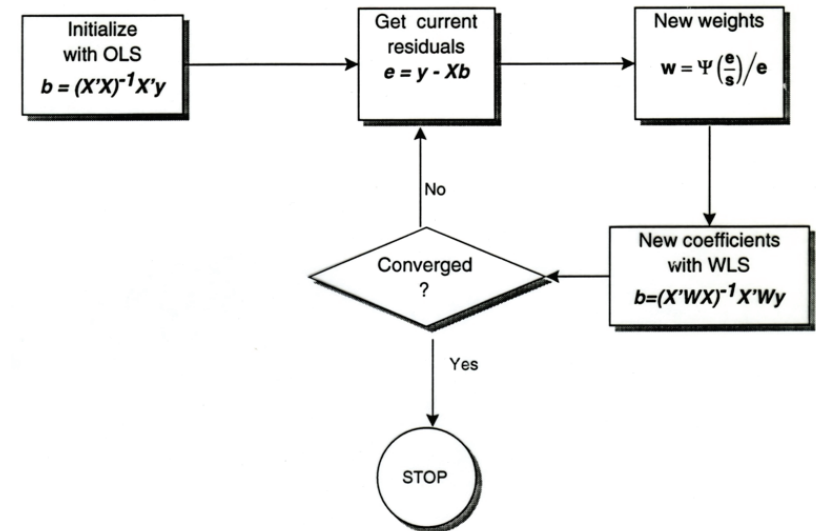 Initialize
with OLS
b = (X'X)⁻¹X'y
Get current
residuals
e = y - Xb
New weights
w = Ψ(e/s)/e
New coefficients
with WLS
b=(X'WX)⁻¹X'Wy
Converged
?
No
Yes
STOP